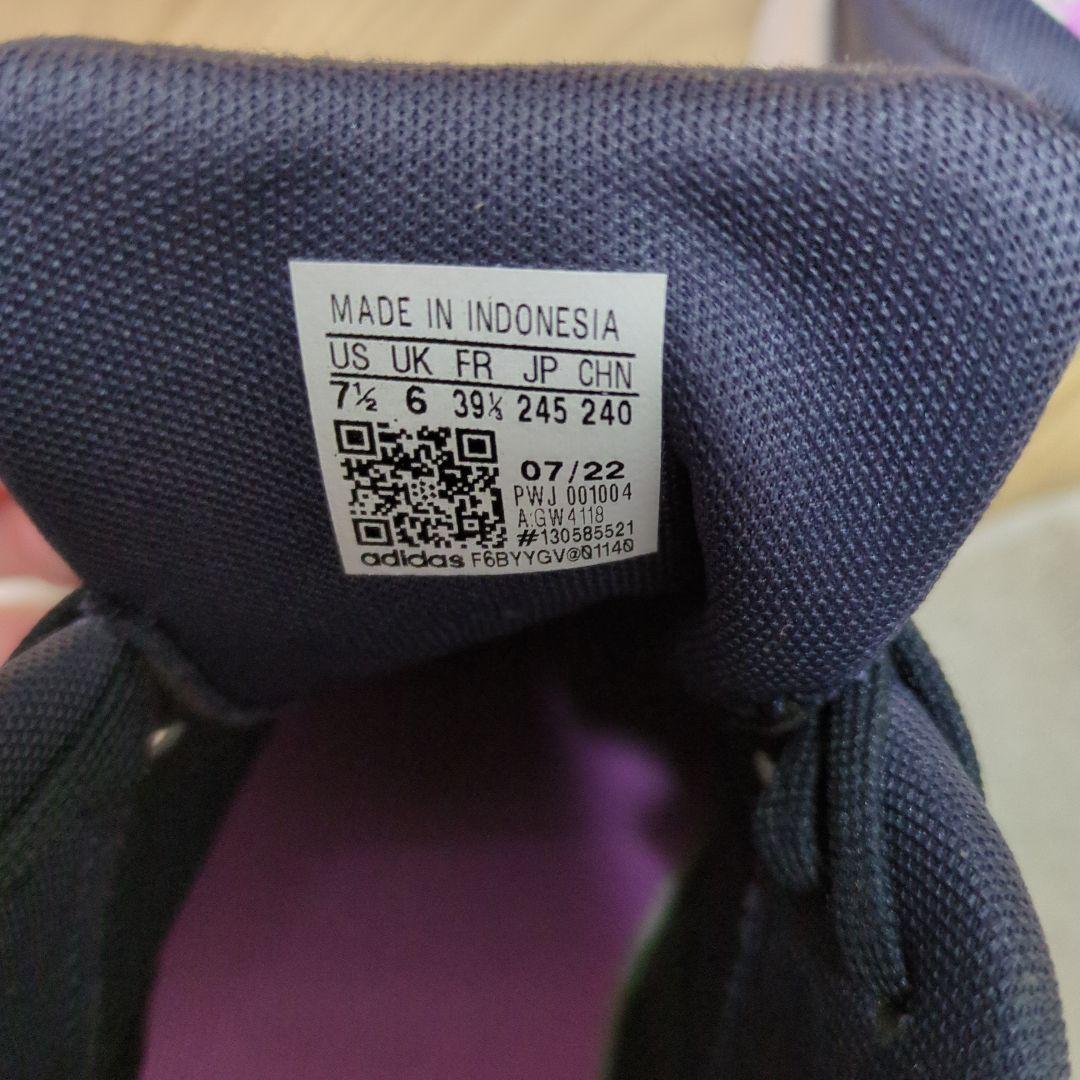 MADE IN INDONESIA
US UK FR JP CHN
7½ 6 39⅓ 245 240
07/22
PWJ 001004
A:GW4118
#130585521
adidas F6BYYGV@01140